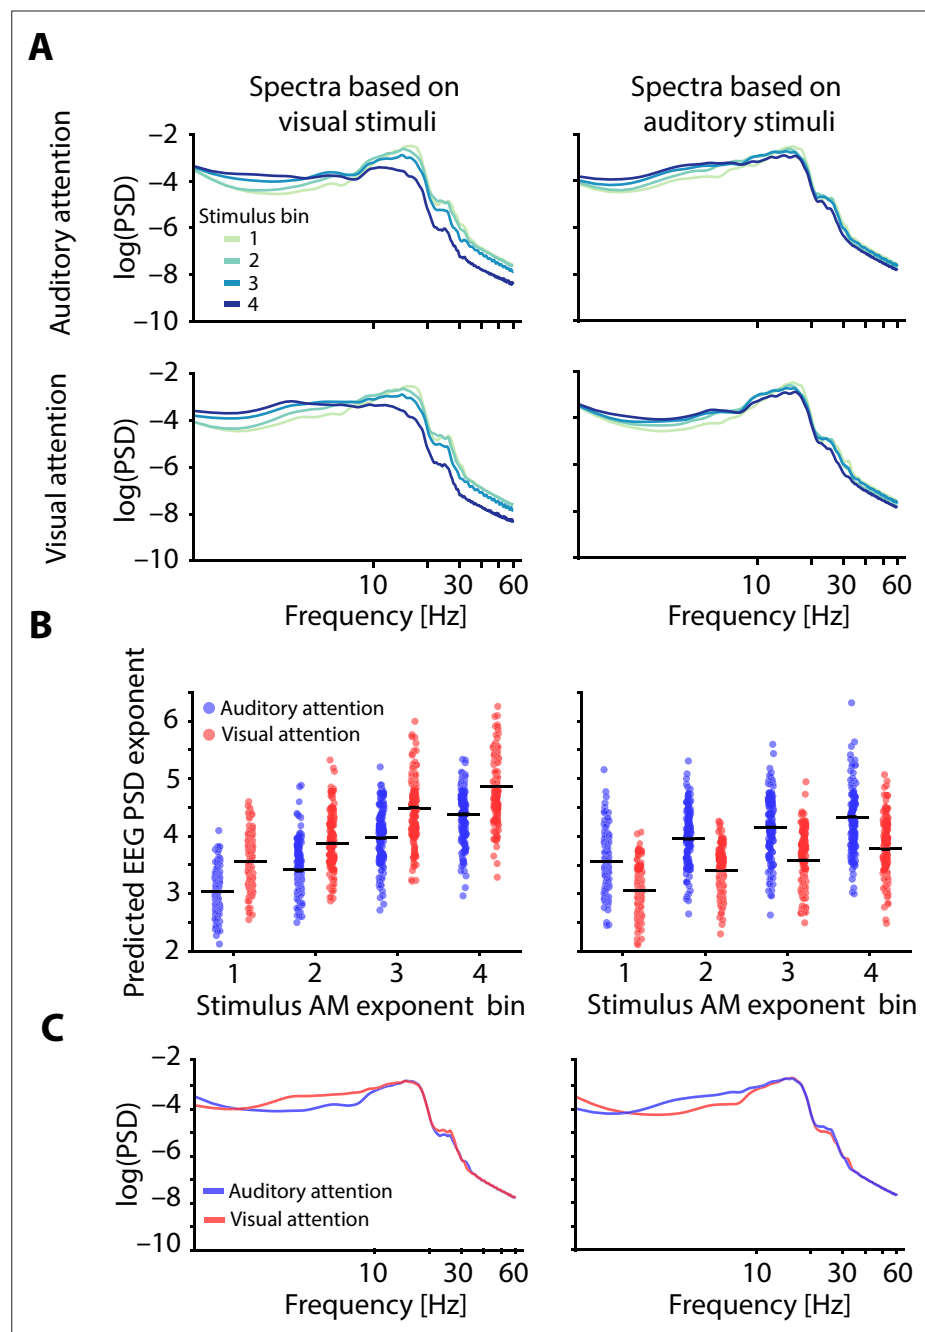 A
Spectra based on
visual stimuli
Spectra based on
auditory stimuli
Auditory attention
log(PSD)
−2
−4
−6
−8
−10
Stimulus bin
1
2
3
4
Visual attention
log(PSD)
−2
−4
−6
−8
−10
10 30 60
10 30 60
Frequency [Hz]
Frequency [Hz]
B
Predicted EEG PSD exponent
6
5
4
3
2
Auditory attention
Visual attention
1 2 3 4
1 2 3 4
Stimulus AM exponent bin
Stimulus AM exponent bin
C
log(PSD)
−2
−4
−6
−8
−10
Auditory attention
Visual attention
10 30 60
10 30 60
Frequency [Hz]
Frequency [Hz]